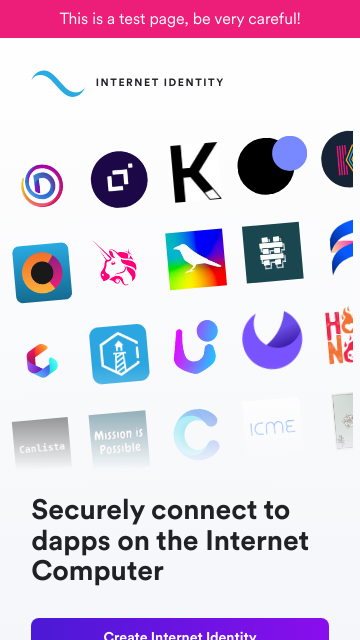 This is a test page, be very careful!
INTERNET IDENTITY
Canlista
Mission is
Possible
ICME
Securely connect to
dapps on the Internet
Computer
Create Internet Identity